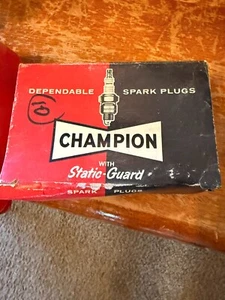 DEPENDABLE SPARK PLUGS
CHAMPION
WITH
Static-Guard
SPARK PLUGS